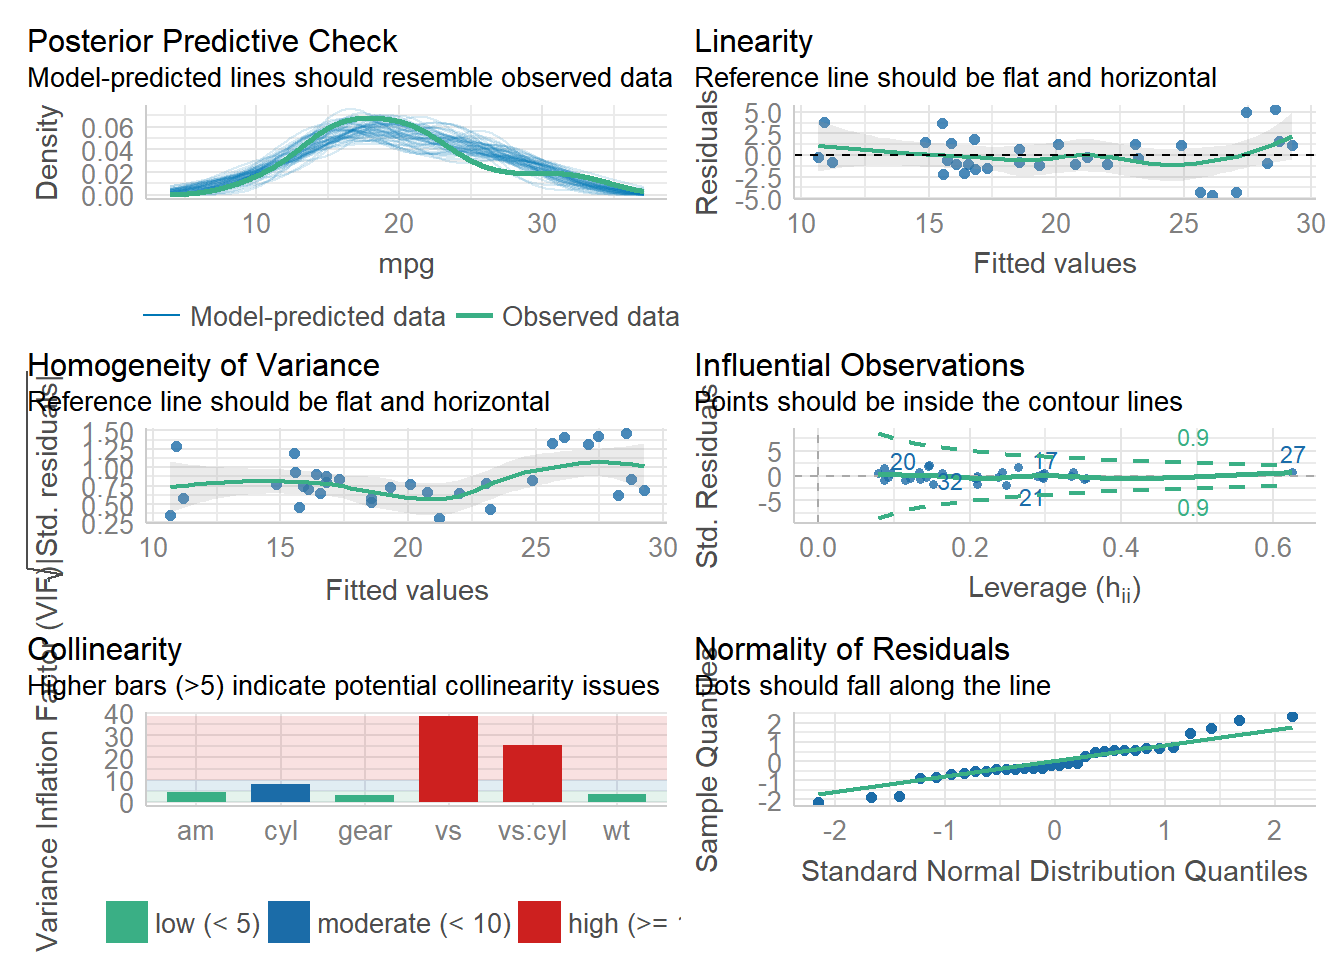 Posterior Predictive Check
Model-predicted lines should resemble observed data
Density
0.06
0.04
0.02
0.00
10 20 30
mpg
Model-predicted data Observed data
Linearity
Reference line should be flat and horizontal
Residuals
5.0
2.5
0.0
-2.5
-5.0
10 15 20 25 30
Fitted values
Homogeneity of Variance
Reference line should be flat and horizontal
√|Std. residuals|
1.50
1.25
1.00
0.75
0.50
0.25
10 15 20 25 30
Fitted values
Influential Observations
Points should be inside the contour lines
Std. Residuals
5
0
-5
0.9
20 17 27
32
21
0.9
0.0 0.2 0.4 0.6
Leverage (hii)
Collinearity
Higher bars (>5) indicate potential collinearity issues
Variance Inflation Factor (VIF)
40
30
20
10
0
am cyl gear vs vs:cyl wt
low (< 5) moderate (< 10) high (>=
Normality of Residuals
Dots should fall along the line
Sample Quantiles
2
1
0
-1
-2
-2 -1 0 1 2
Standard Normal Distribution Quantiles